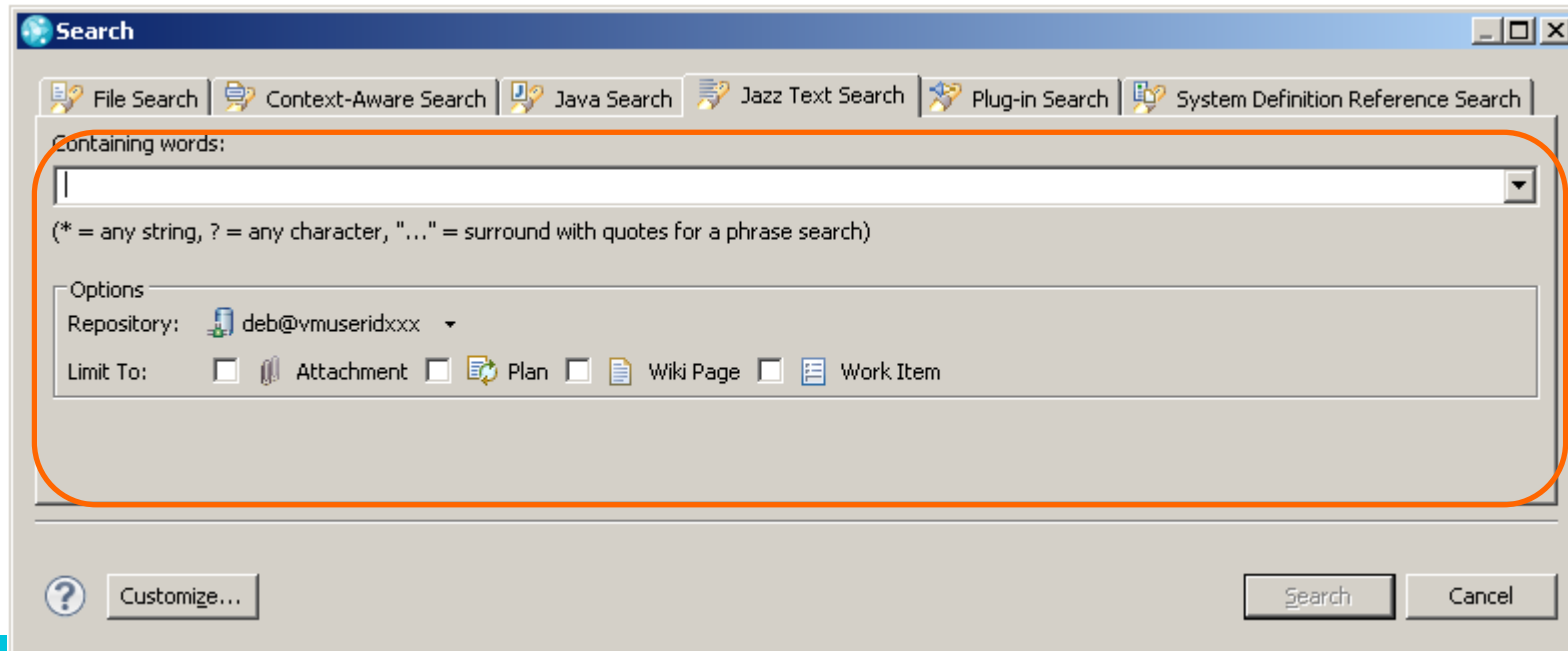 Search
File Search Context-Aware Search Java Search Jazz Text Search Plug-in Search System Definition Reference Search
Containing words:
(* = any string, ? = any character, "..." = surround with quotes for a phrase search)
Options
Repository: deb@vmuseridxxx
Limit To: Attachment Plan Wiki Page Work Item
Customize... Search Cancel